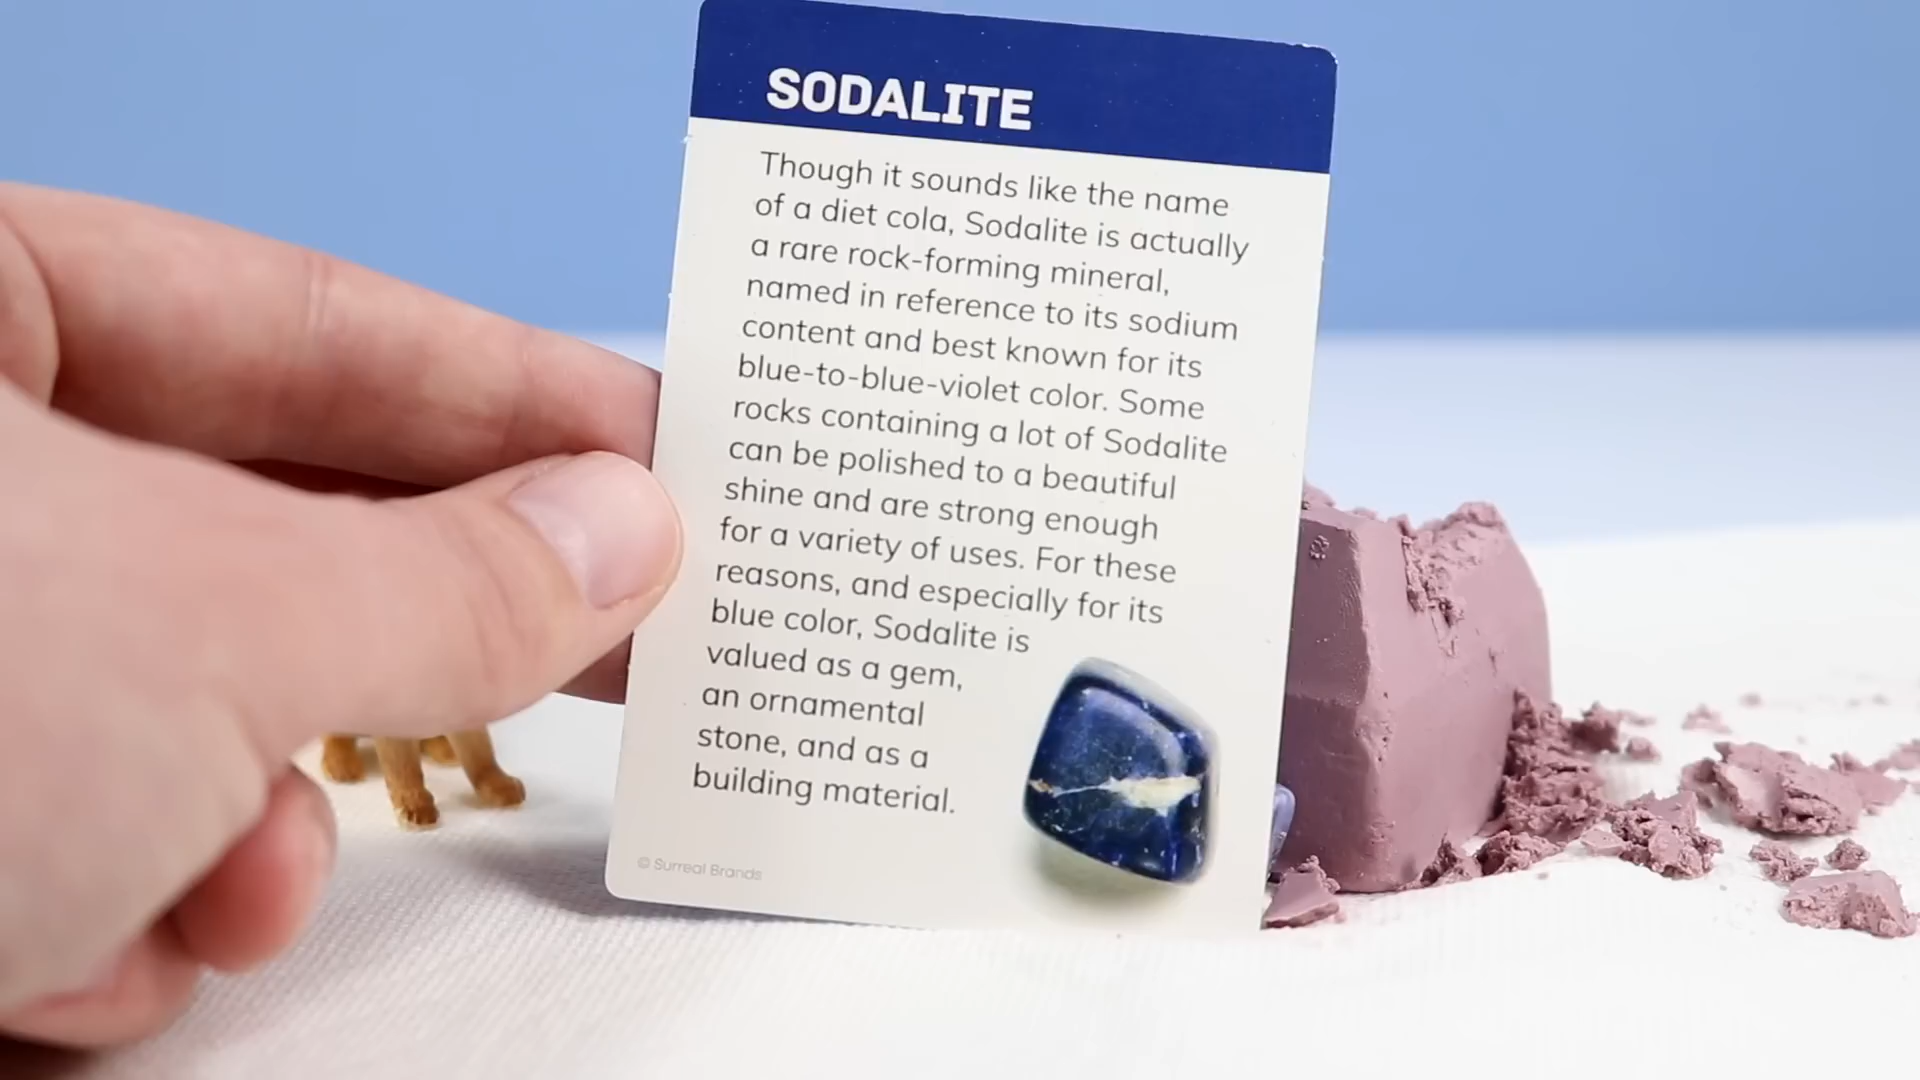 SODALITE
Though it sounds like the name
of a diet cola, Sodalite is actually
a rare rock-forming mineral,
named in reference to its sodium
content and best known for its
blue-to-blue-violet color. Some
rocks containing a lot of Sodalite
can be polished to a beautiful
shine and are strong enough
for a variety of uses. For these
reasons, and especially for its
blue color, Sodalite is
valued as a gem,
an ornamental
stone, and as a
building material.
© Surreal Brands